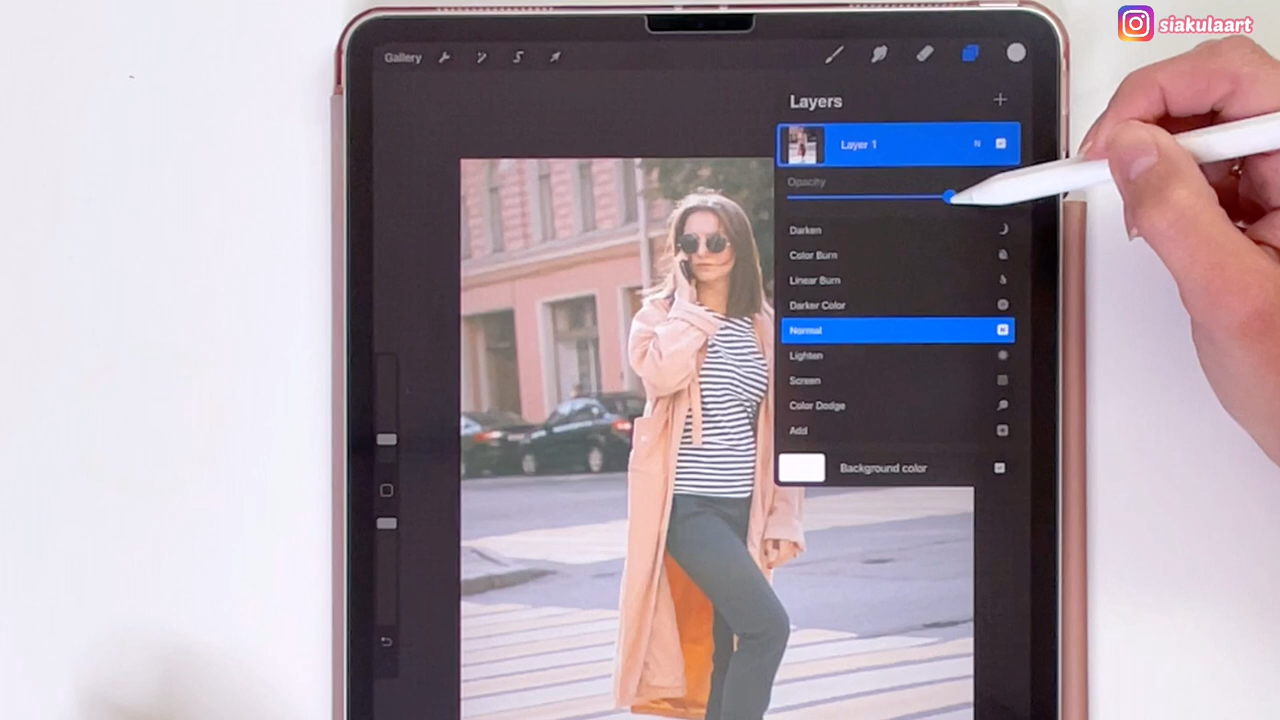 siakulaart
Gallery
Layers
Layer 1
N
Opacity
Darken
Color Burn
Linear Burn
Darker Color
Normal
N
Lighten
Screen
Color Dodge
Add
Background color